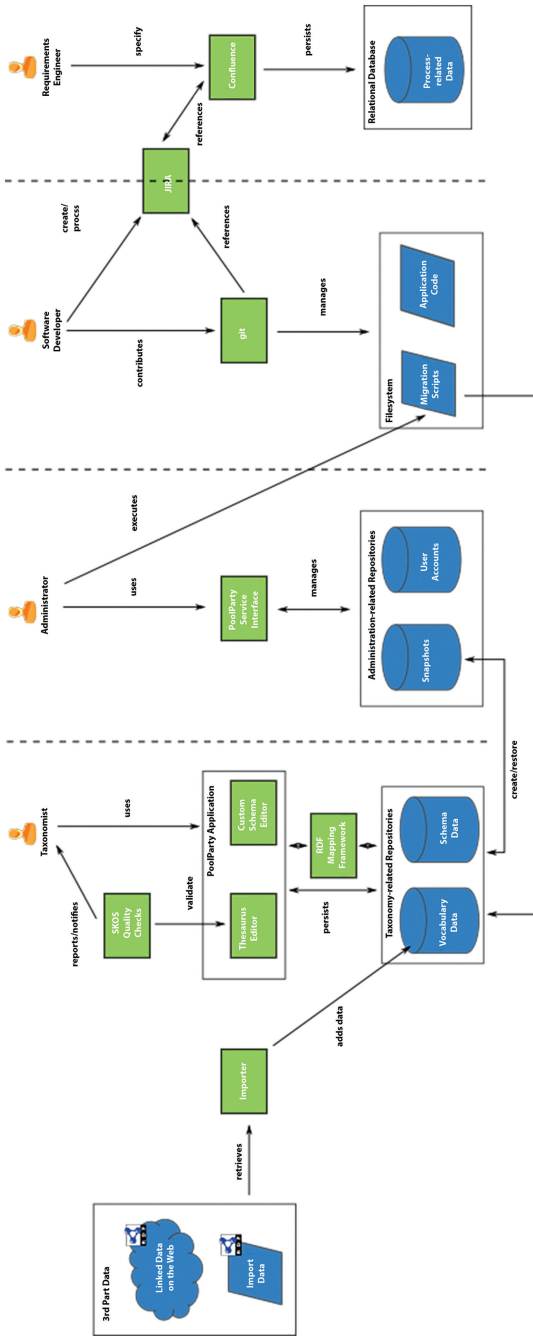 Taxonomist
Administrator
Software
Developer
Requirements
Engineer
reports/notifies
uses
uses
executes
contributes
create/
procss
specify
3rd Part Data
Linked Data
on the Web
Import
Data
retrieves
Importer
adds data
SKOS
Quality
Checks
validate
PoolParty Application
Thesaurus
Editor
Custom
Schema
Editor
persists
RDF
Mapping
Framework
Taxonomy-related Repositories
Vocabulary
Data
Schema
Data
create/restore
PoolParty
Service
Interface
manages
Administration-related Repositories
Snapshots
User
Accounts
JIRA
references
references
git
manages
Filesystem
Migration
Scripts
Application
Code
Confluence
persists
Relational Database
Process-
related
Data